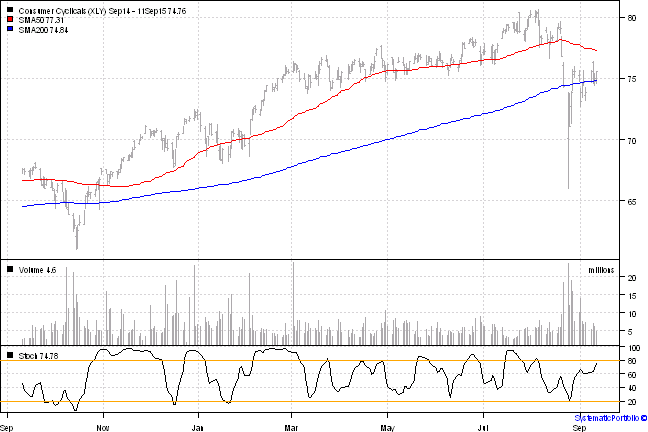 Consumer Cyclicals (XLY) Sep14 - 11Sep15 74.76
SMA50 77.31
SMA200 74.84
80
75
70
65
Volume 4.6
millions
20
15
10
5
Stoch 74.78
100
80
60
40
20
Sep Nov Jan Mar May Jul Sep
SystematicPortfolio ©